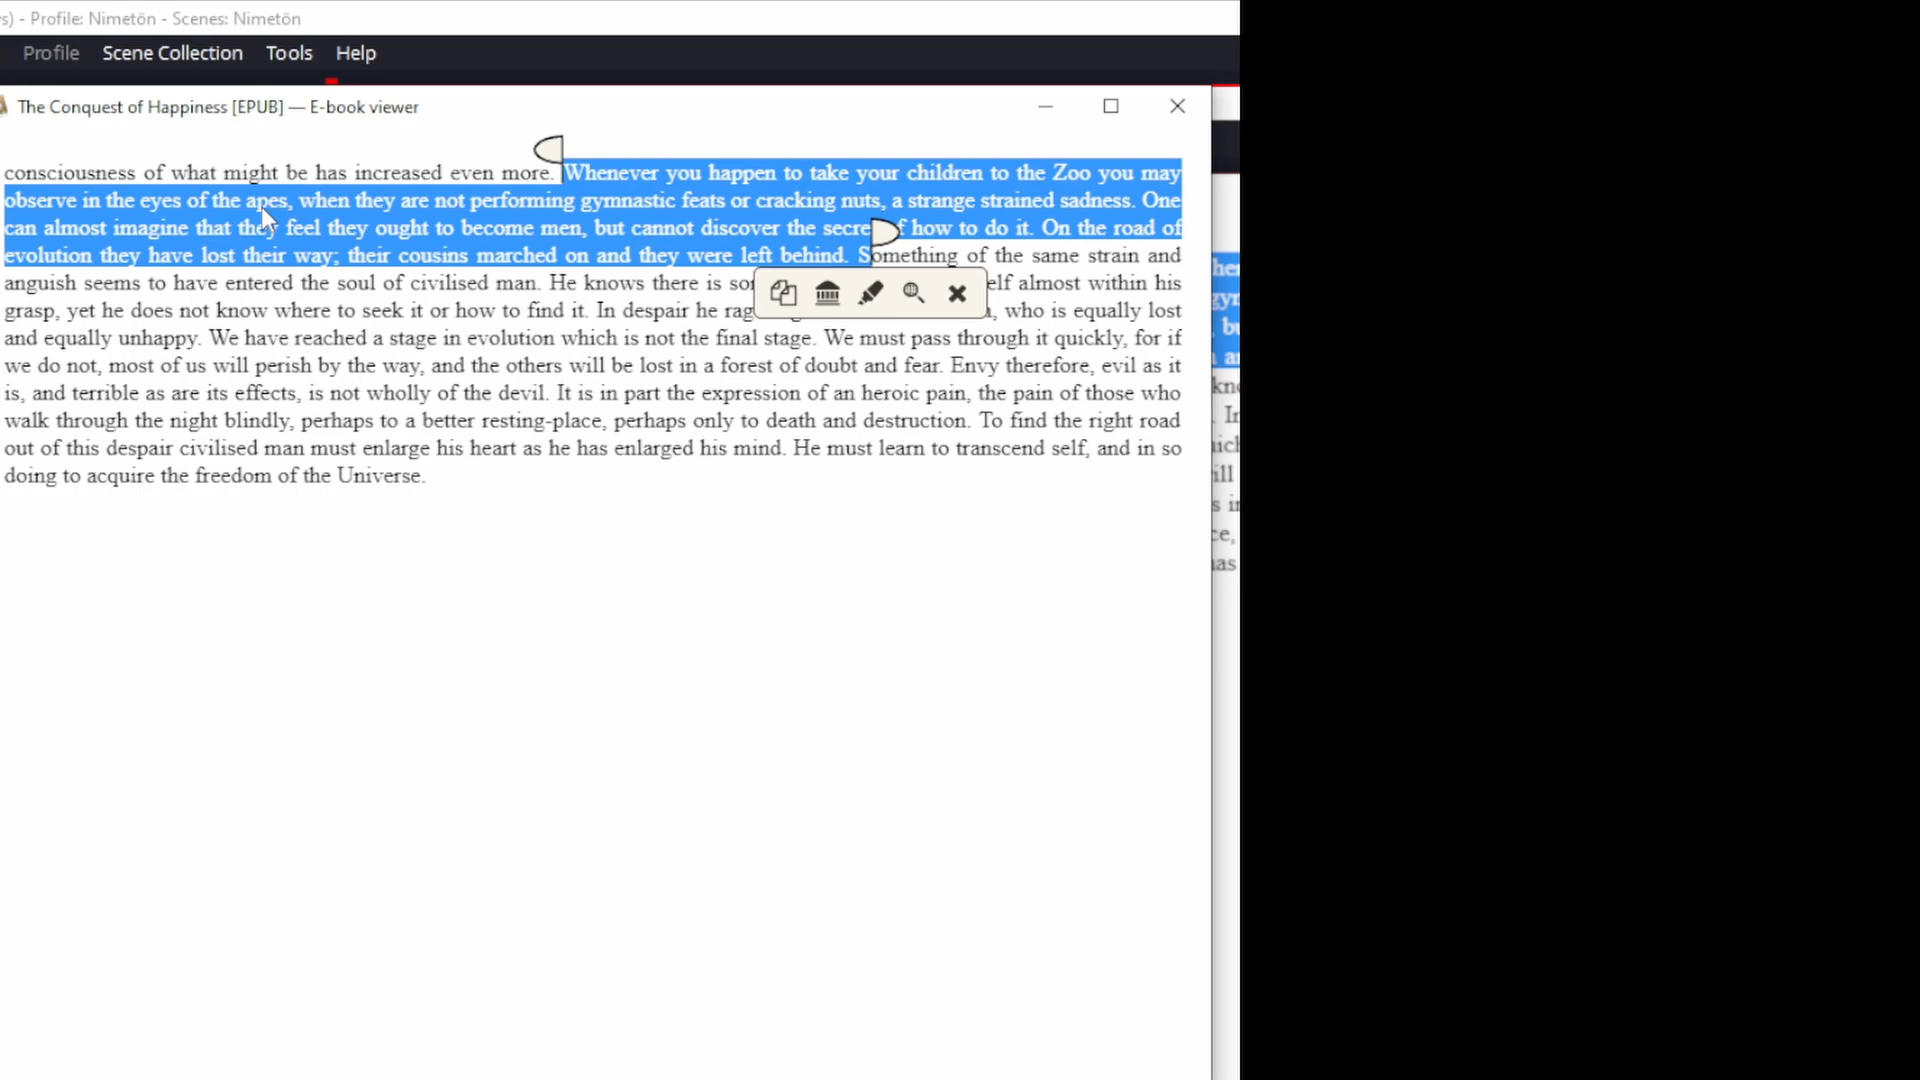 s) - Profile: Nimetön - Scenes: Nimetön
Profile Scene Collection Tools Help
The Conquest of Happiness [EPUB] — E-book viewer
consciousness of what might be has increased even more. Whenever you happen to take your children to the Zoo you may
observe in the eyes of the apes, when they are not performing gymnastic feats or cracking nuts, a strange strained sadness. One
can almost imagine that they feel they ought to become men, but cannot discover the secre f how to do it. On the road of
evolution they have lost their way; their cousins marched on and they were left behind. Something of the same strain and
anguish seems to have entered the soul of civilised man. He knows there is so elf almost within his
grasp, yet he does not know where to seek it or how to find it. In despair he rag , who is equally lost
and equally unhappy. We have reached a stage in evolution which is not the final stage. We must pass through it quickly, for if
we do not, most of us will perish by the way, and the others will be lost in a forest of doubt and fear. Envy therefore, evil as it
is, and terrible as are its effects, is not wholly of the devil. It is in part the expression of an heroic pain, the pain of those who
walk through the night blindly, perhaps to a better resting-place, perhaps only to death and destruction. To find the right road
out of this despair civilised man must enlarge his heart as he has enlarged his mind. He must learn to transcend self, and in so
doing to acquire the freedom of the Universe.